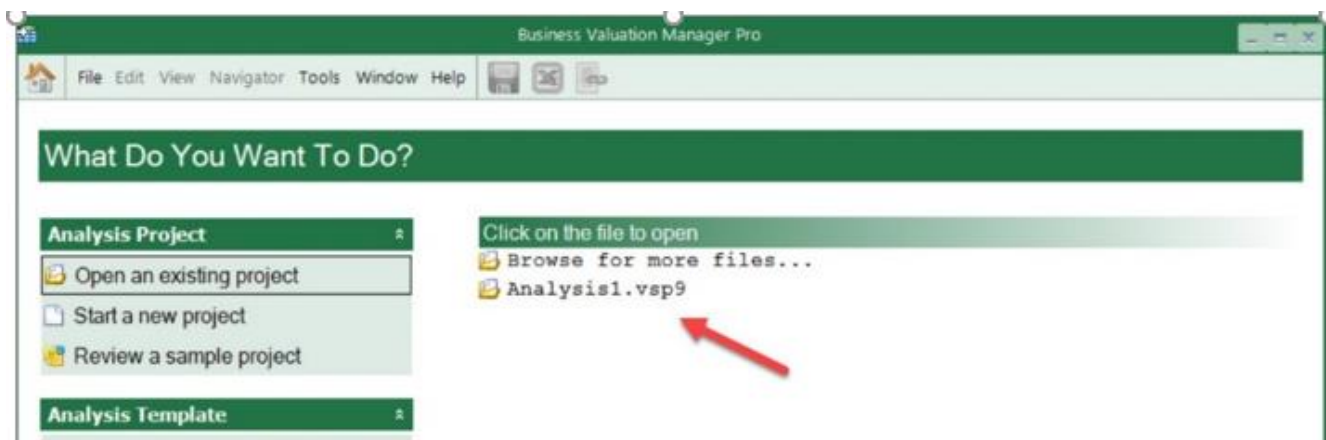 Business Valuation Manager Pro
File Edit View Navigator Tools Window Help
What Do You Want To Do?
Analysis Project
Open an existing project
Start a new project
Review a sample project
Analysis Template
Click on the file to open
Browse for more files...
Analysis1.vsp9